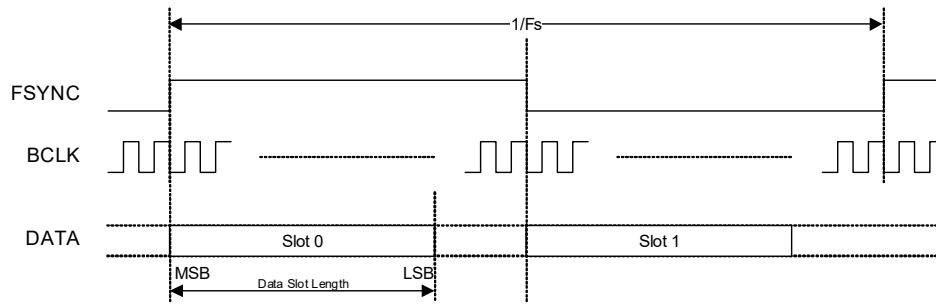 1/Fs
FSYNC
BCLK
DATA
Slot 0
Slot 1
MSB
LSB
Data Slot Length